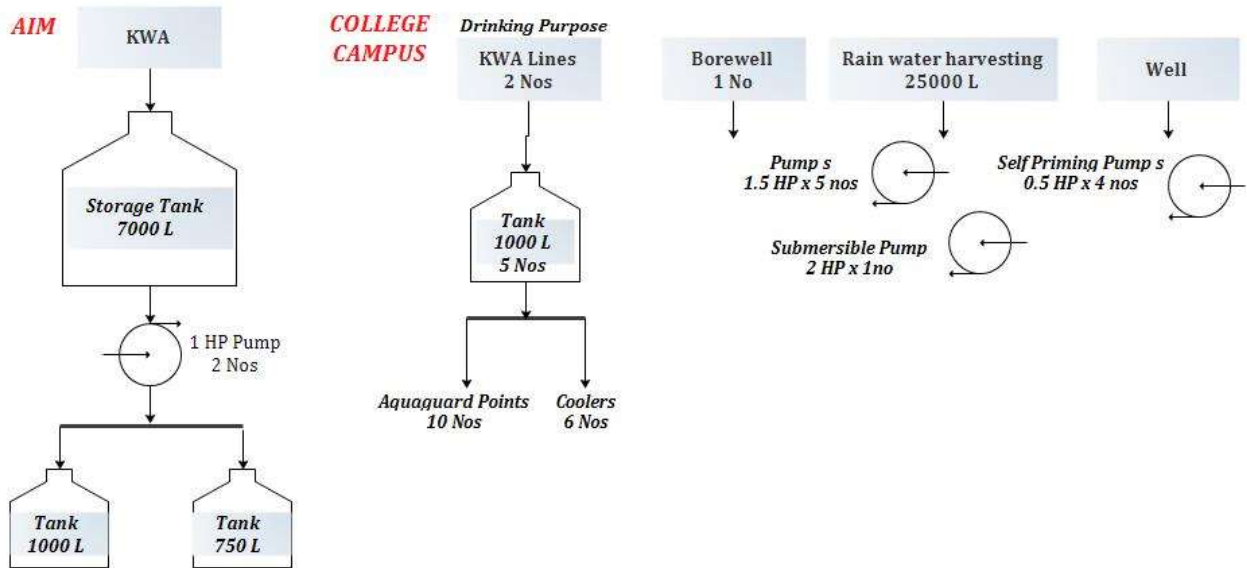 AIM
KWA
Storage Tank
7000 L
1 HP Pump
2 Nos
Tank
1000 L
Tank
750 L
COLLEGE
CAMPUS
Drinking Purpose
KWA Lines
2 Nos
Tank
1000 L
5 Nos
Aquaguard Points
10 Nos
Coolers
6 Nos
Borewell
1 No
Rain water harvesting
25000 L
Well
Pump s
1.5 HP x 5 nos
Submersible Pump
2 HP x 1no
Self Priming Pump s
0.5 HP x 4 nos